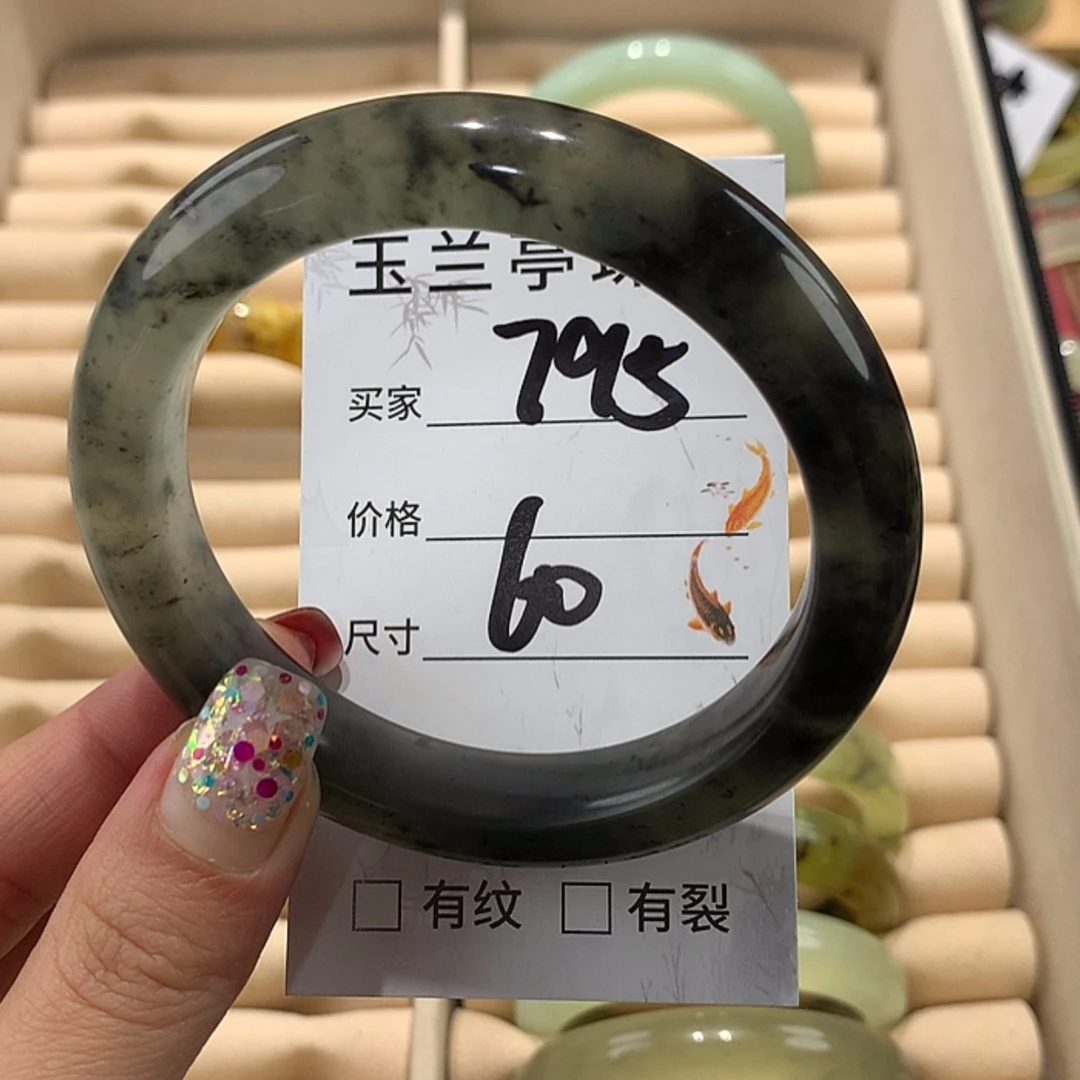 玉兰亭
买家 795
价格
尺寸 60
有纹 有裂